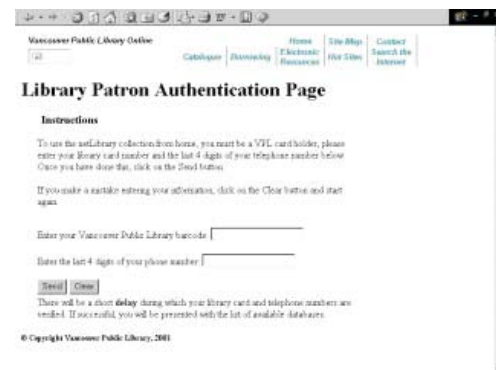 Vancouver Public Library Online
Home
Site Map
Contact
Catalogue
Borrowing
Electronic Resources
Hot Sites
Search the Internet
Library Patron Authentication Page
Instructions
To use the netLibrary collection from home, you must be a VPL card holder, please
enter your library card number and the last 4 digits of your telephone number below
Once you have done this, click on the Send button
If you make a mistake entering your information, click on the Clear button and start
again.
Enter your Vancouver Public Library barcode
Enter the last 4 digits of your phone number
Send Clear
There will be a short delay during which your library card and telephone numbers are
verified. If successful, you will be presented with the list of available databases.
© Copyright Vancouver Public Library, 2001